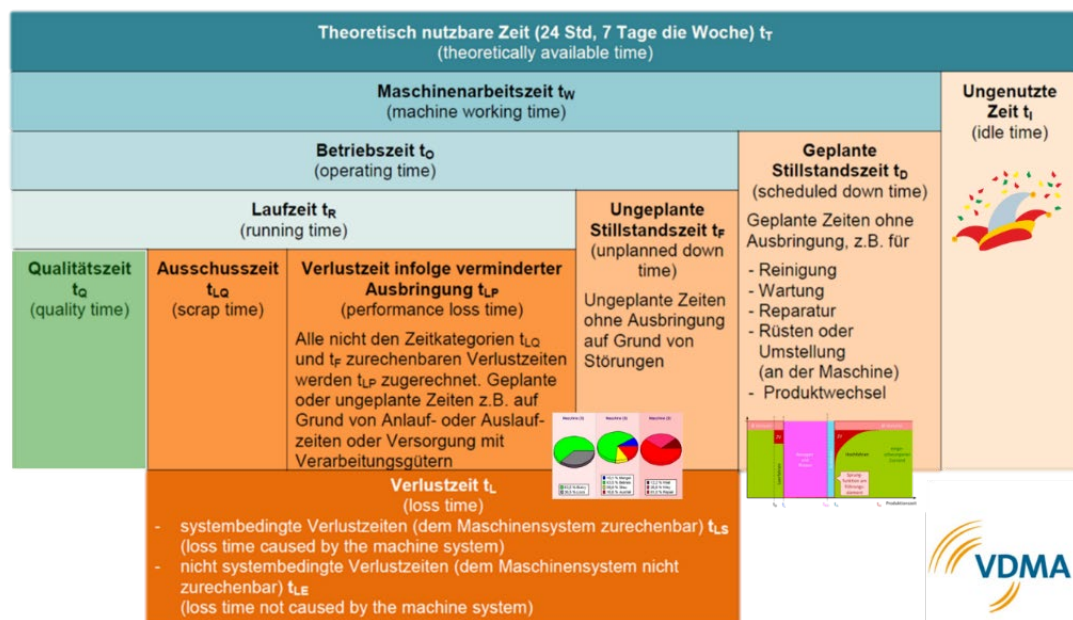 Theoretisch nutzbare Zeit (24 Std, 7 Tage die Woche) tT
(theoretically available time)
Maschinenarbeitszeit tW
(machine working time)
Ungenutzte
Zeit tI
(idle time)
Betriebszeit tO
(operating time)
Geplante
Stillstandszeit tD
(scheduled down time)
Geplante Zeiten ohne
Ausbringung, z.B. für
- Reinigung
- Wartung
- Reparatur
- Rüsten oder
Umstellung
(an der Maschine)
- Produktwechsel
Laufzeit tR
(running time)
Ungeplante
Stillstandszeit tF
(unplanned down
time)
Ungeplante Zeiten
ohne Ausbringung
auf Grund von
Störungen
Qualitätszeit
tQ
(quality time)
Ausschusszeit
tLQ
(scrap time)
Verlustzeit infolge verminderter
Ausbringung tLP
(performance loss time)
Alle nicht den Zeitkategorien tLQ
und tF zurechenbaren Verlustzeiten
werden tLP zugerechnet. Geplante
oder ungeplante Zeiten z.B. auf
Grund von Anlauf- oder Auslauf-
zeiten oder Versorgung mit
Verarbeitungsgütern
Verlustzeit tL
(loss time)
- systembedingte Verlustzeiten (dem Maschinensystem zurechenbar) tLS
(loss time caused by the machine system)
- nicht systembedingte Verlustzeiten (dem Maschinensystem nicht
zurechenbar) tLE
(loss time not caused by the machine system)
VDMA